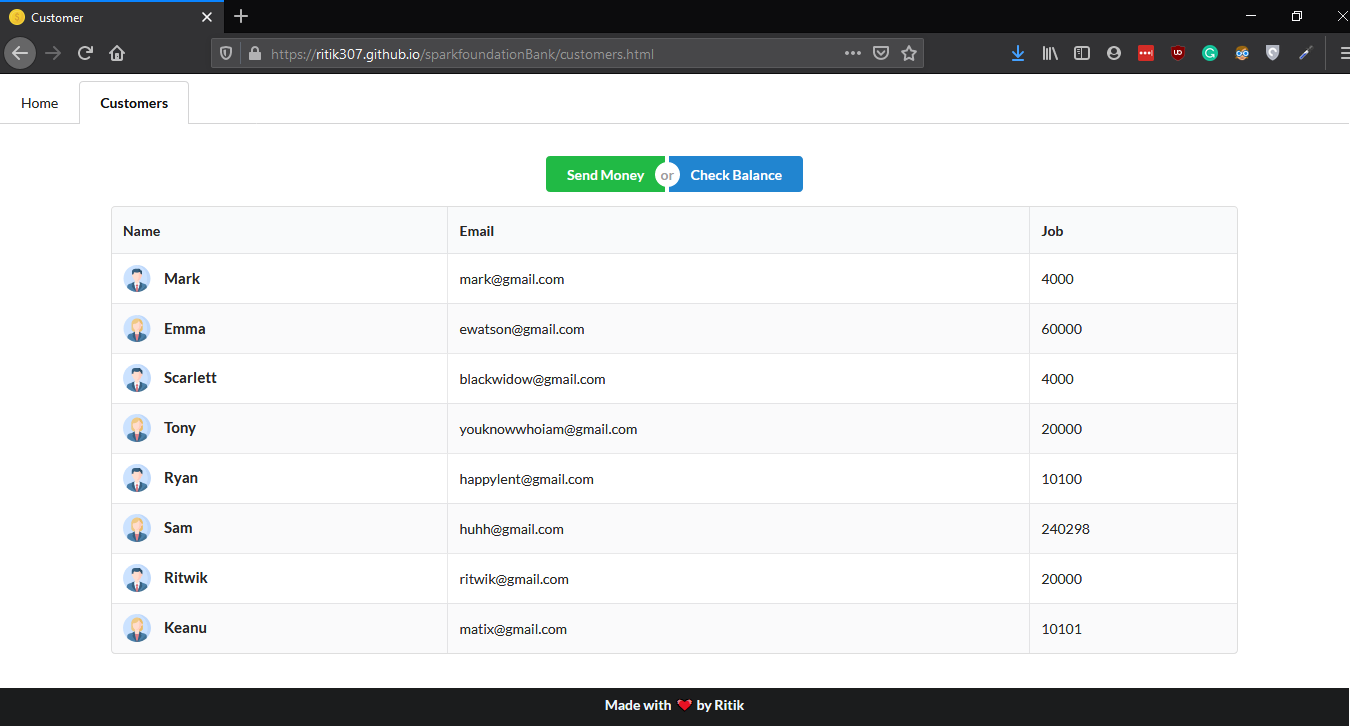 Customer
https://ritik307.github.io/sparkfoundationBank/customers.html
Home Customers
Send Money or Check Balance
Name Email Job
Mark mark@gmail.com 4000
Emma ewatson@gmail.com 60000
Scarlett blackwidow@gmail.com 4000
Tony youknowwhoiam@gmail.com 20000
Ryan happylent@gmail.com 10100
Sam huhh@gmail.com 240298
Ritwik ritwik@gmail.com 20000
Keanu matix@gmail.com 10101
Made with ❤ by Ritik